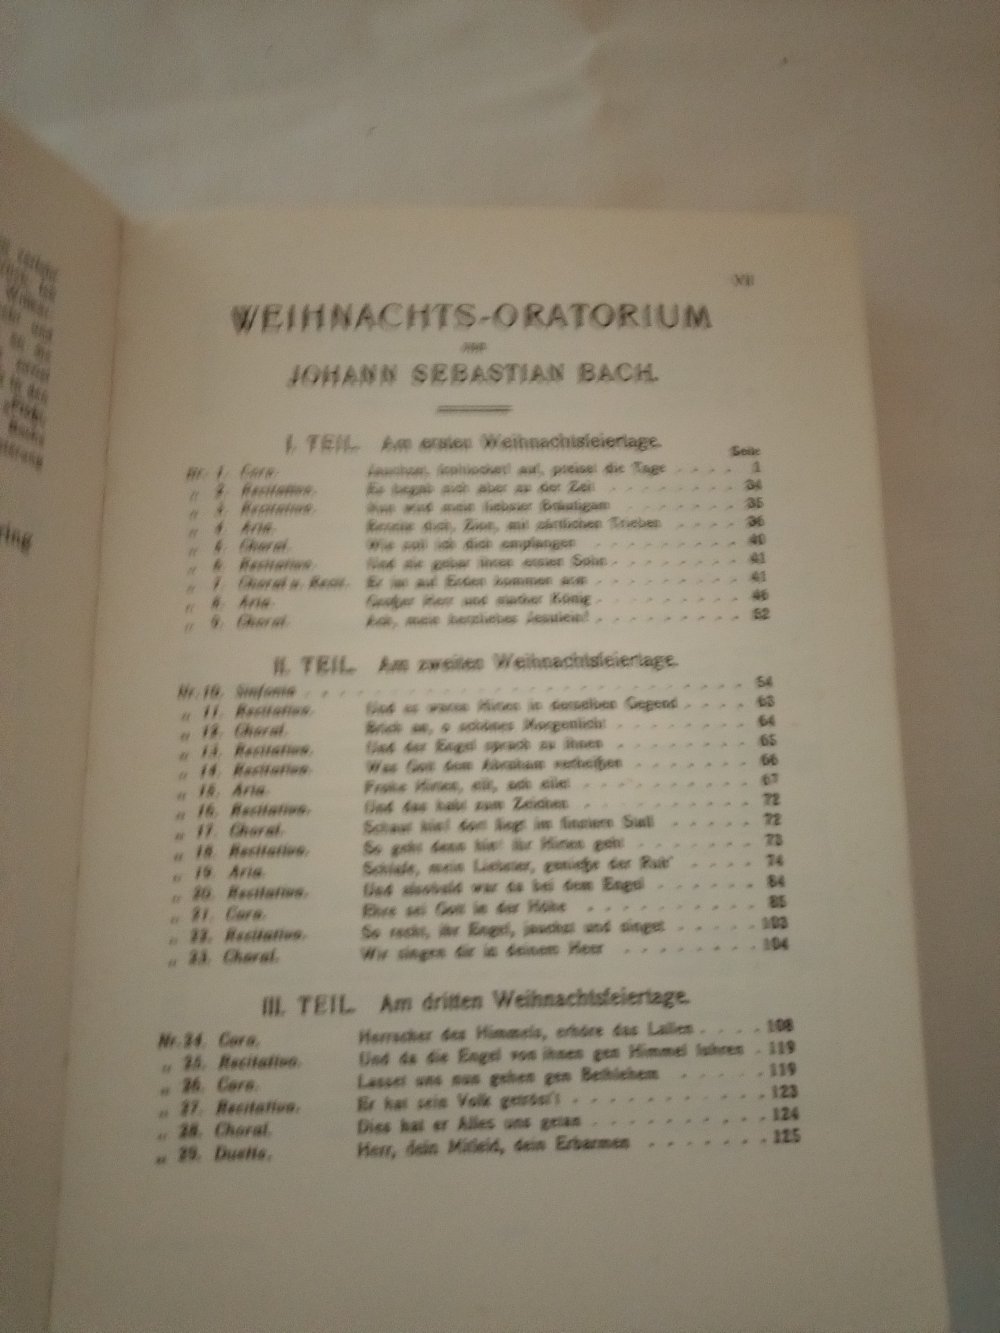 VII
WEIHNACHTS-ORATORIUM
von
JOHANN SEBASTIAN BACH.
I. TEIL. Am ersten Weihnachtsfeiertage.
Seite
Nr. 1. Coro. Jauchzet, frohlocket! auf, preiset die Tage . . . . 1
„ 2. Recitativo. Es begab sich aber zu der Zeit . . . . . . . . 34
„ 3. Recitativo. Nun wird mein liebster Bräutigam . . . . . . . 35
„ 4. Aria. Bereite dich, Zion, mit zärtlichen Trieben . . . . 36
„ 5. Choral. Wie soll ich dich empfangen . . . . . . . . . 40
„ 6. Recitativo. Und sie gebar ihren ersten Sohn . . . . . . . . 41
„ 7. Choral u. Recit. Er ist auf Erden kommen arm . . . . . . . . 41
„ 8. Aria. Großer Herr und starker König . . . . . . . . 46
„ 9. Choral. Ach, mein herzliebes Jesulein! . . . . . . . . 52
II. TEIL. Am zweiten Weihnachtsfeiertage.
Nr. 10. Sinfonia . . . . . . . . . . . . . . . . . . . . . . 54
„ 11. Recitativo. Und es waren Hirten in derselben Gegend . . . . 63
„ 12. Choral. Brich an, o schönes Morgenlicht . . . . . . . 64
„ 13. Recitativo. Und der Engel sprach zu ihnen . . . . . . . 65
„ 14. Recitativo. Was Gott dem Abraham verheißen . . . . . . 66
„ 15. Aria. Frohe Hirten, eilt, ach eilet . . . . . . . . . 67
„ 16. Recitativo. Und das habt zum Zeichen . . . . . . . . . 72
„ 17. Choral. Schaut hin! dort liegt im finstern Stall . . . . . 72
„ 18. Recitativo. So geht denn hin! ihr Hirten geht . . . . . . . 73
„ 19. Aria. Schlafe, mein Liebster, genieße der Ruh' . . . . 74
„ 20. Recitativo. Und alsobald war da bei dem Engel . . . . . . 84
„ 21. Coro. Ehre sei Gott in der Höhe . . . . . . . . . 85
„ 22. Recitativo. So recht, ihr Engel, jauchzt und singet . . . . . 103
„ 23. Choral. Wir singen dir in deinem Heer . . . . . . . 104
III. TEIL. Am dritten Weihnachtsfeiertage.
Nr. 24. Coro. Herrscher des Himmels, erhöre das Lallen . . . . 108
„ 25. Recitativo. Und da die Engel von ihnen gen Himmel fuhren . 119
„ 26. Coro. Lasset uns nun gehen gen Bethlehem . . . . . 119
„ 27. Recitativo. Er hat sein Volk getröst't . . . . . . . . . . . 123
„ 28. Choral. Dies hat er Alles uns getan . . . . . . . . . . 124
„ 29. Duetto. Herr, dein Mitleid, dein Erbarmen . . . . . . . 125